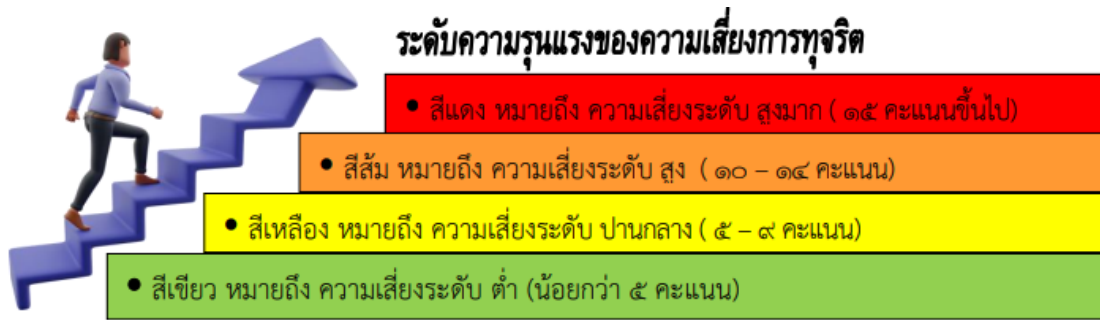 ระดับความรุนแรงของความเสี่ยงการทุจริต
• สีแดง หมายถึง ความเสี่ยงระดับ สูงมาก ( ๑๕ คะแนนขึ้นไป)
• สีส้ม หมายถึง ความเสี่ยงระดับ สูง ( ๑๐ – ๑๔ คะแนน)
• สีเหลือง หมายถึง ความเสี่ยงระดับ ปานกลาง ( ๕ – ๙ คะแนน)
• สีเขียว หมายถึง ความเสี่ยงระดับ ต่ำ (น้อยกว่า ๕ คะแนน)